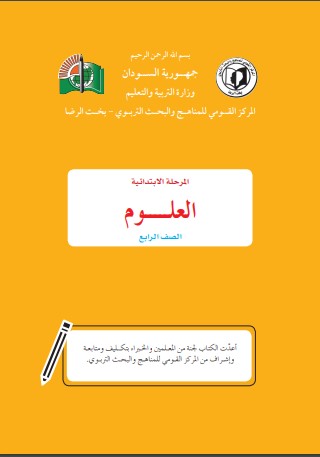 بسم الله الرحمن الرحيم
جمهورية السودان
وزارة التربية والتعليم
المركز القومي للمناهج والبحث التربوي - بخت الرضا
المرحلة الابتدائية
العلوم
الصف الرابع
أعدّت الكتاب لجنة من المعلمين والخبراء بتكليف ومتابعة
وإشراف من المركز القومي للمناهج والبحث التربوي.